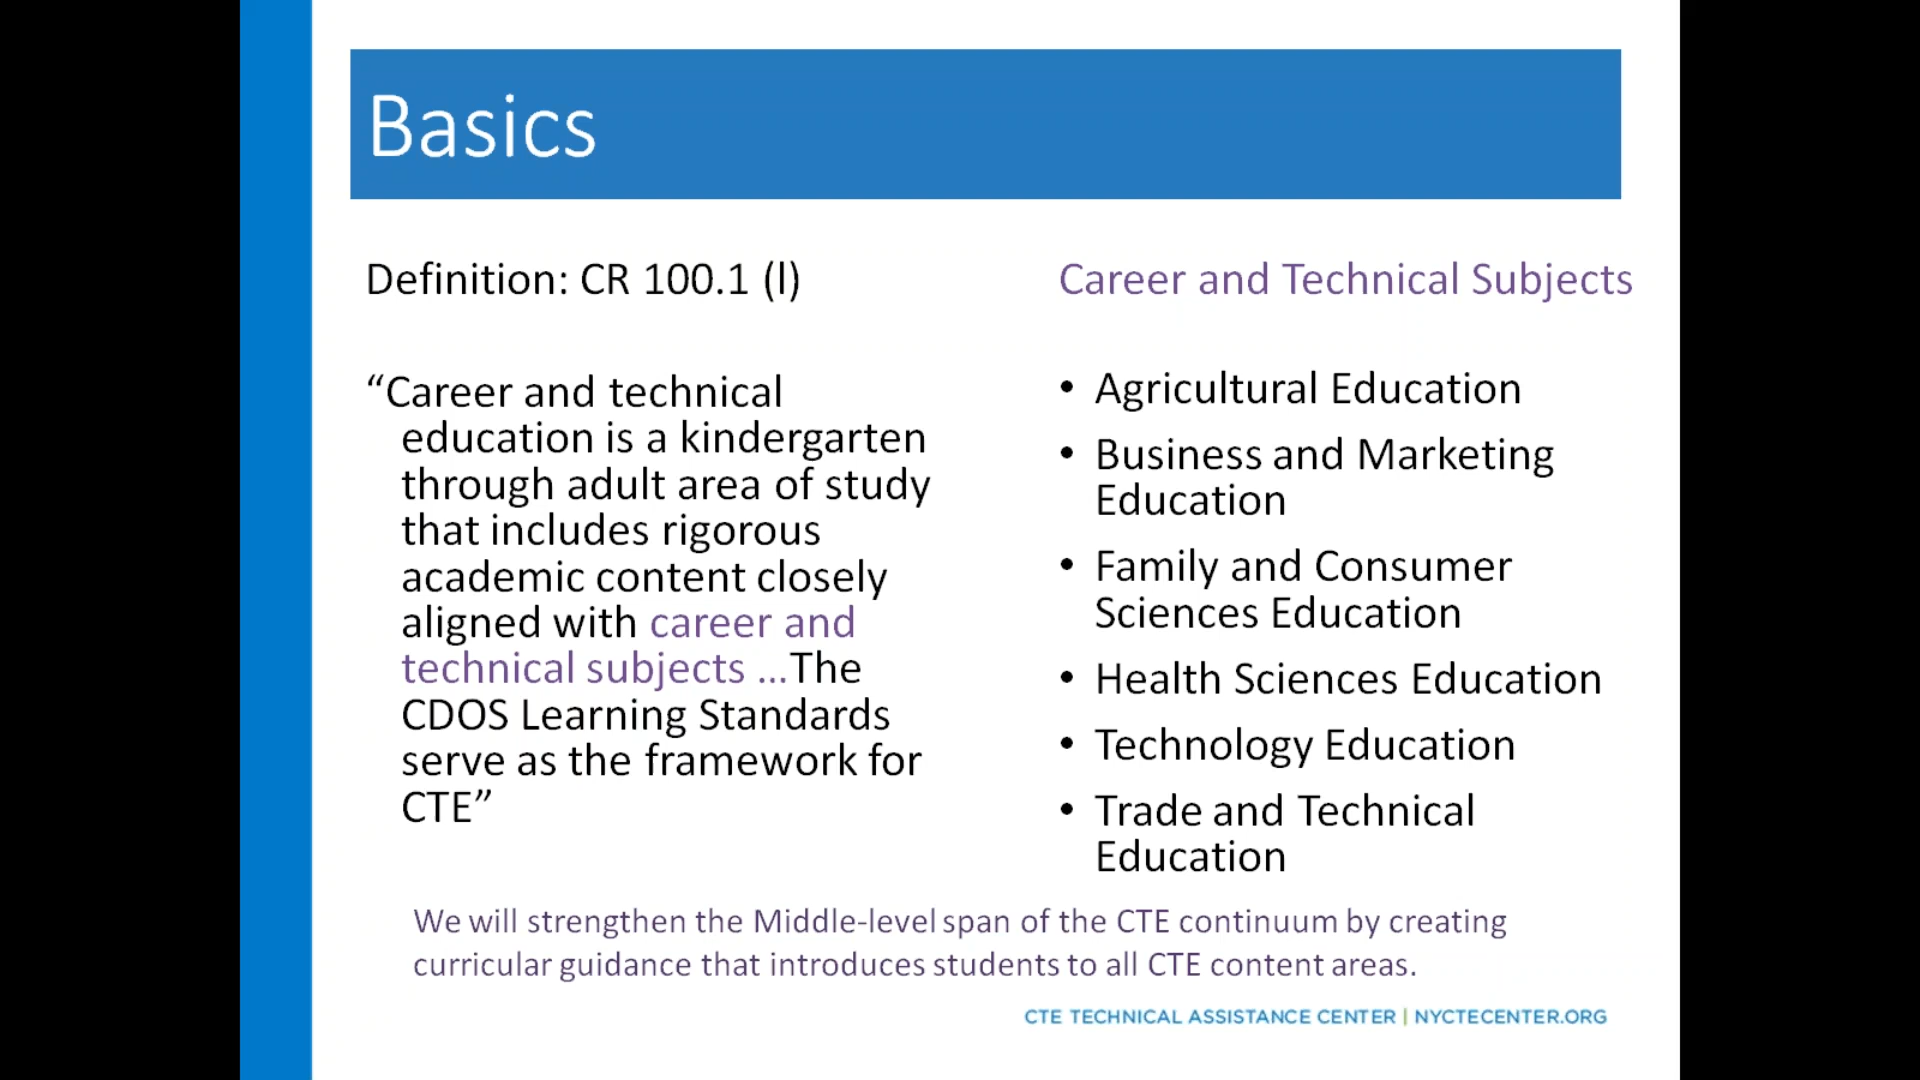 Basics
Definition: CR 100.1 (l)
“Career and technical
education is a kindergarten
through adult area of study
that includes rigorous
academic content closely
aligned with career and
technical subjects ...The
CDOS Learning Standards
serve as the framework for
CTE”
Career and Technical Subjects
• Agricultural Education
• Business and Marketing
Education
• Family and Consumer
Sciences Education
• Health Sciences Education
• Technology Education
• Trade and Technical
Education
We will strengthen the Middle-level span of the CTE continuum by creating
curricular guidance that introduces students to all CTE content areas.
CTE TECHNICAL ASSISTANCE CENTER | NYCTECENTER.ORG